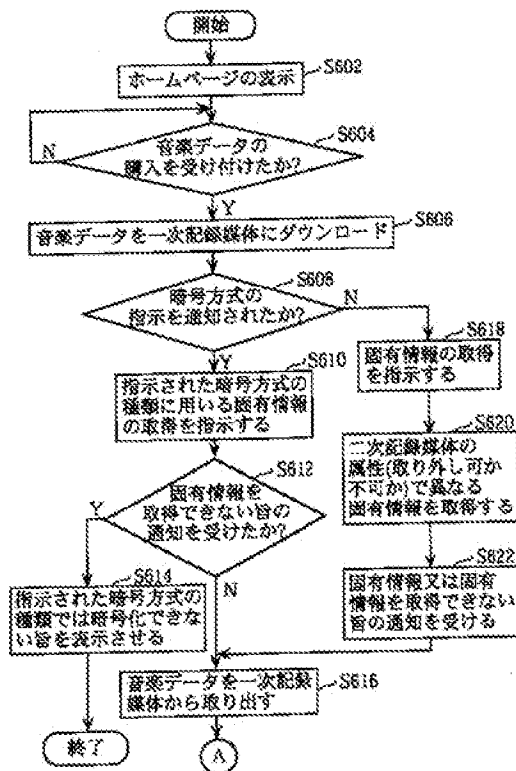 開始
ホームページの表示
S602
音楽データの
購入を受り付けたか?
S604
N
Y
音楽データを一次記録媒体にダウンロード
S606
暗号方式の
指示を通知されたか?
S608
N
Y
指示された暗号方式の
種類に用いる固有情報
の取得を指示する
S610
固有情報の取得
を指示する
S618
二次記録媒体の
属性(取り外し可か
不可か)で異なる
固有情報を取得する
S620
固有情報を
取得できない旨の
通知を受けたか?
S612
Y
N
指示された暗号方式の
種類では暗号化できな
い旨を表示させる
S614
固有情報又は固有
情報を取得できない
旨の通知を受ける
S622
音楽データを一次記録
媒体から取り出す
S616
終了
A